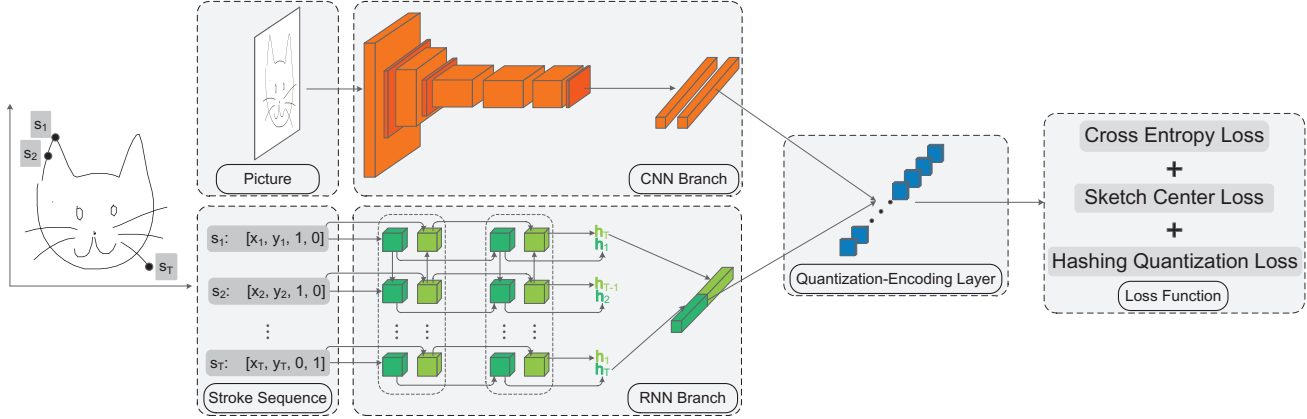 s1
s2
sT
Picture
CNN Branch
s1: [x1, y1, 1, 0]
s2: [x2, y2, 1, 0]
⋮ ⋮
sT: [xT, yT, 0, 1]
Stroke Sequence
hT
h1
hT-1
h2
h1
hT
RNN Branch
Quantization-Encoding Layer
Cross Entropy Loss
+
Sketch Center Loss
+
Hashing Quantization Loss
Loss Function